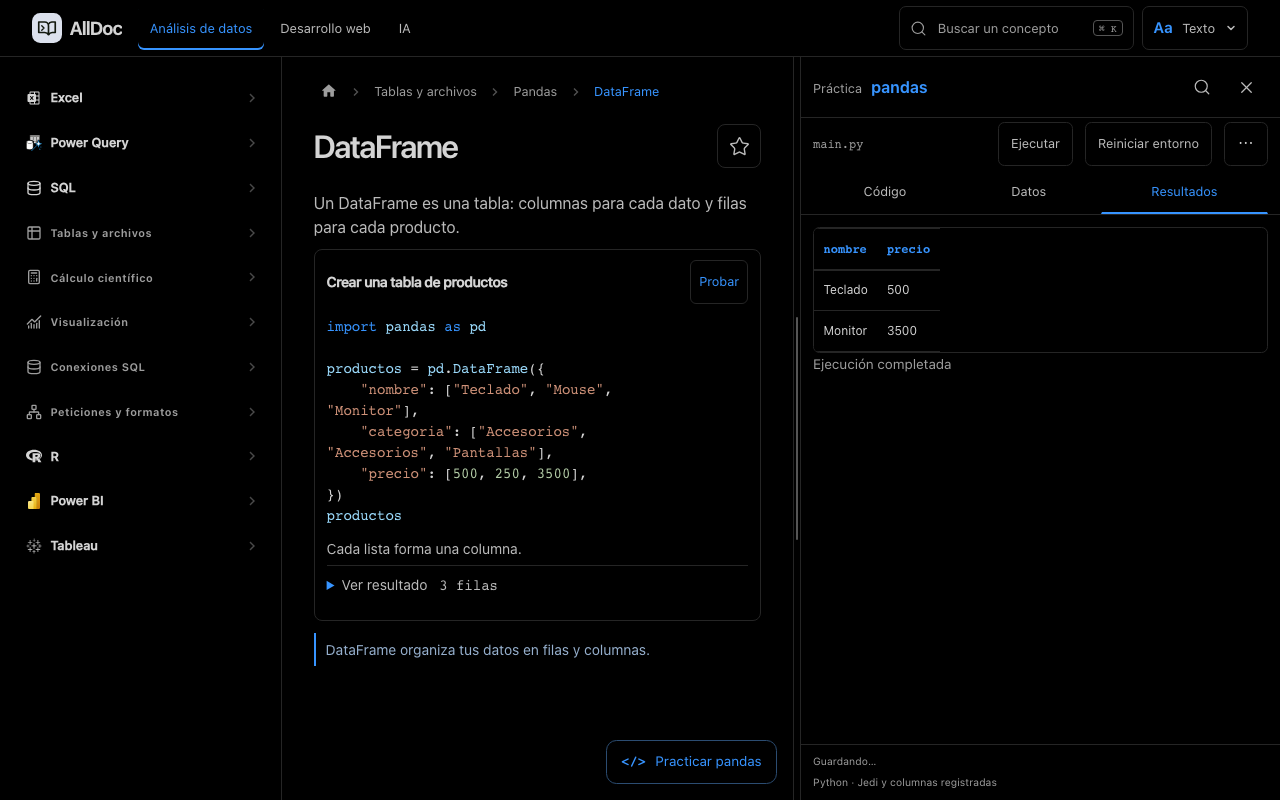 AllDoc
Análisis de datos
Desarrollo web
IA
Buscar un concepto
⌘ K
Aa Texto
Excel
Power Query
SQL
Tablas y archivos
Cálculo científico
Visualización
Conexiones SQL
Peticiones y formatos
R
Power BI
Tableau
Tablas y archivos > Pandas > DataFrame
DataFrame
Un DataFrame es una tabla: columnas para cada dato y filas
para cada producto.
Crear una tabla de productos
Probar
import pandas as pd
productos = pd.DataFrame({
"nombre": ["Teclado", "Mouse",
"Monitor"],
"categoria": ["Accesorios",
"Accesorios", "Pantallas"],
"precio": [500, 250, 3500],
})
productos
Cada lista forma una columna.
Ver resultado 3 filas
DataFrame organiza tus datos en filas y columnas.
</> Practicar pandas
Práctica pandas
main.py
Ejecutar
Reiniciar entorno
...
Código
Datos
Resultados
nombre precio
Teclado 500
Monitor 3500
Ejecución completada
Guardando...
Python · Jedi y columnas registradas